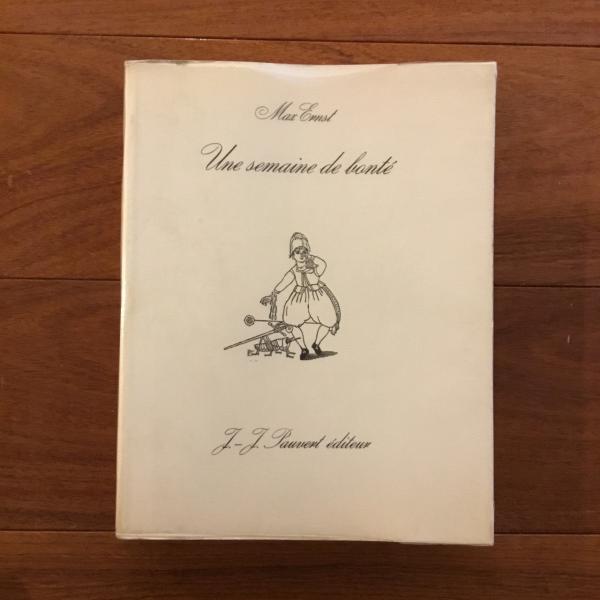 Max Ernst
Une semaine de bonté
J.-J. Pauvert éditeur